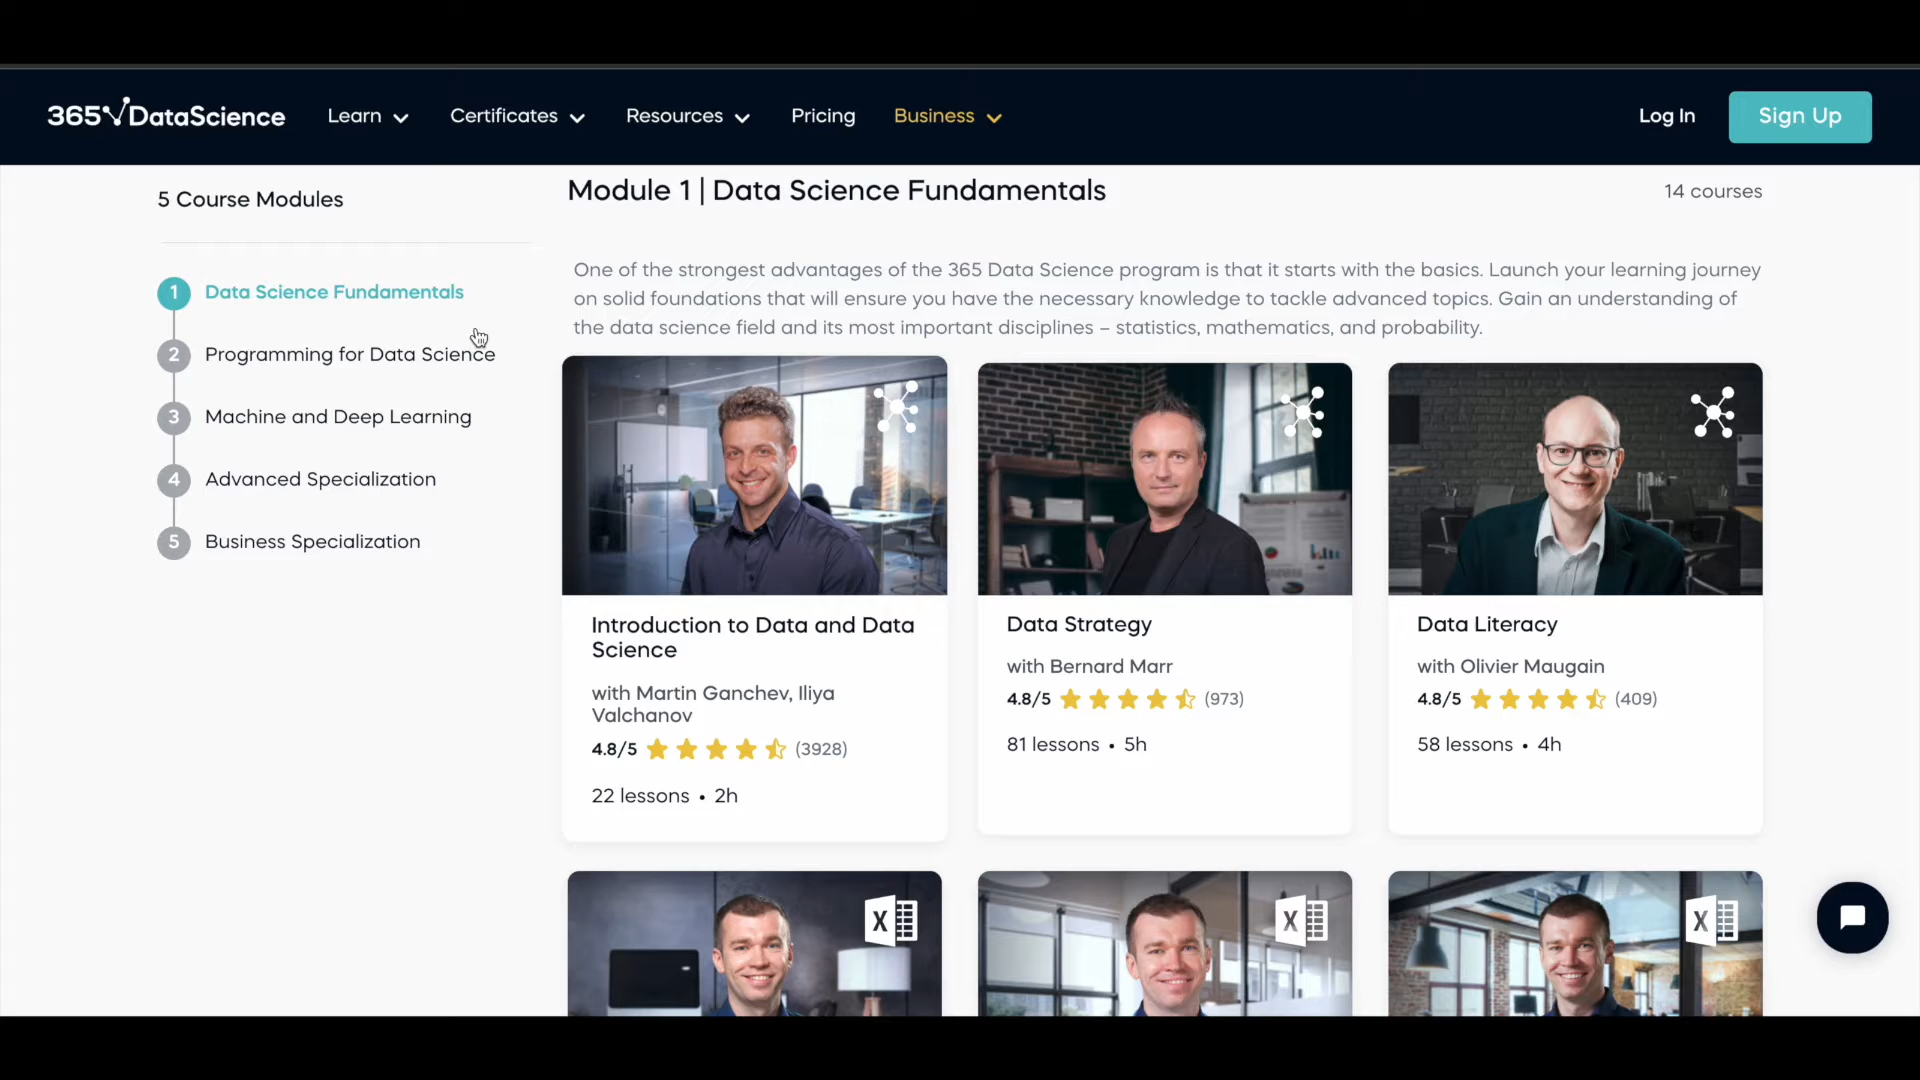 365 DataScience
Learn
Certificates
Resources
Pricing
Business
Log In
Sign Up
5 Course Modules
1 Data Science Fundamentals
2 Programming for Data Science
3 Machine and Deep Learning
4 Advanced Specialization
5 Business Specialization
Module 1 | Data Science Fundamentals
14 courses
One of the strongest advantages of the 365 Data Science program is that it starts with the basics. Launch your learning journey
on solid foundations that will ensure you have the necessary knowledge to tackle advanced topics. Gain an understanding of
the data science field and its most important disciplines – statistics, mathematics, and probability.
Introduction to Data and Data
Science
with Martin Ganchev, Iliya
Valchanov
4.8/5 (3928)
22 lessons • 2h
Data Strategy
with Bernard Marr
4.8/5 (973)
81 lessons • 5h
Data Literacy
with Olivier Maugain
4.8/5 (409)
58 lessons • 4h
X
X
X